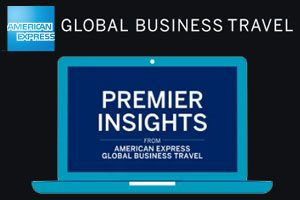 AMERICAN
EXPRESS
GLOBAL BUSINESS TRAVEL
PREMIER
INSIGHTS
FROM
AMERICAN EXPRESS
GLOBAL BUSINESS TRAVEL